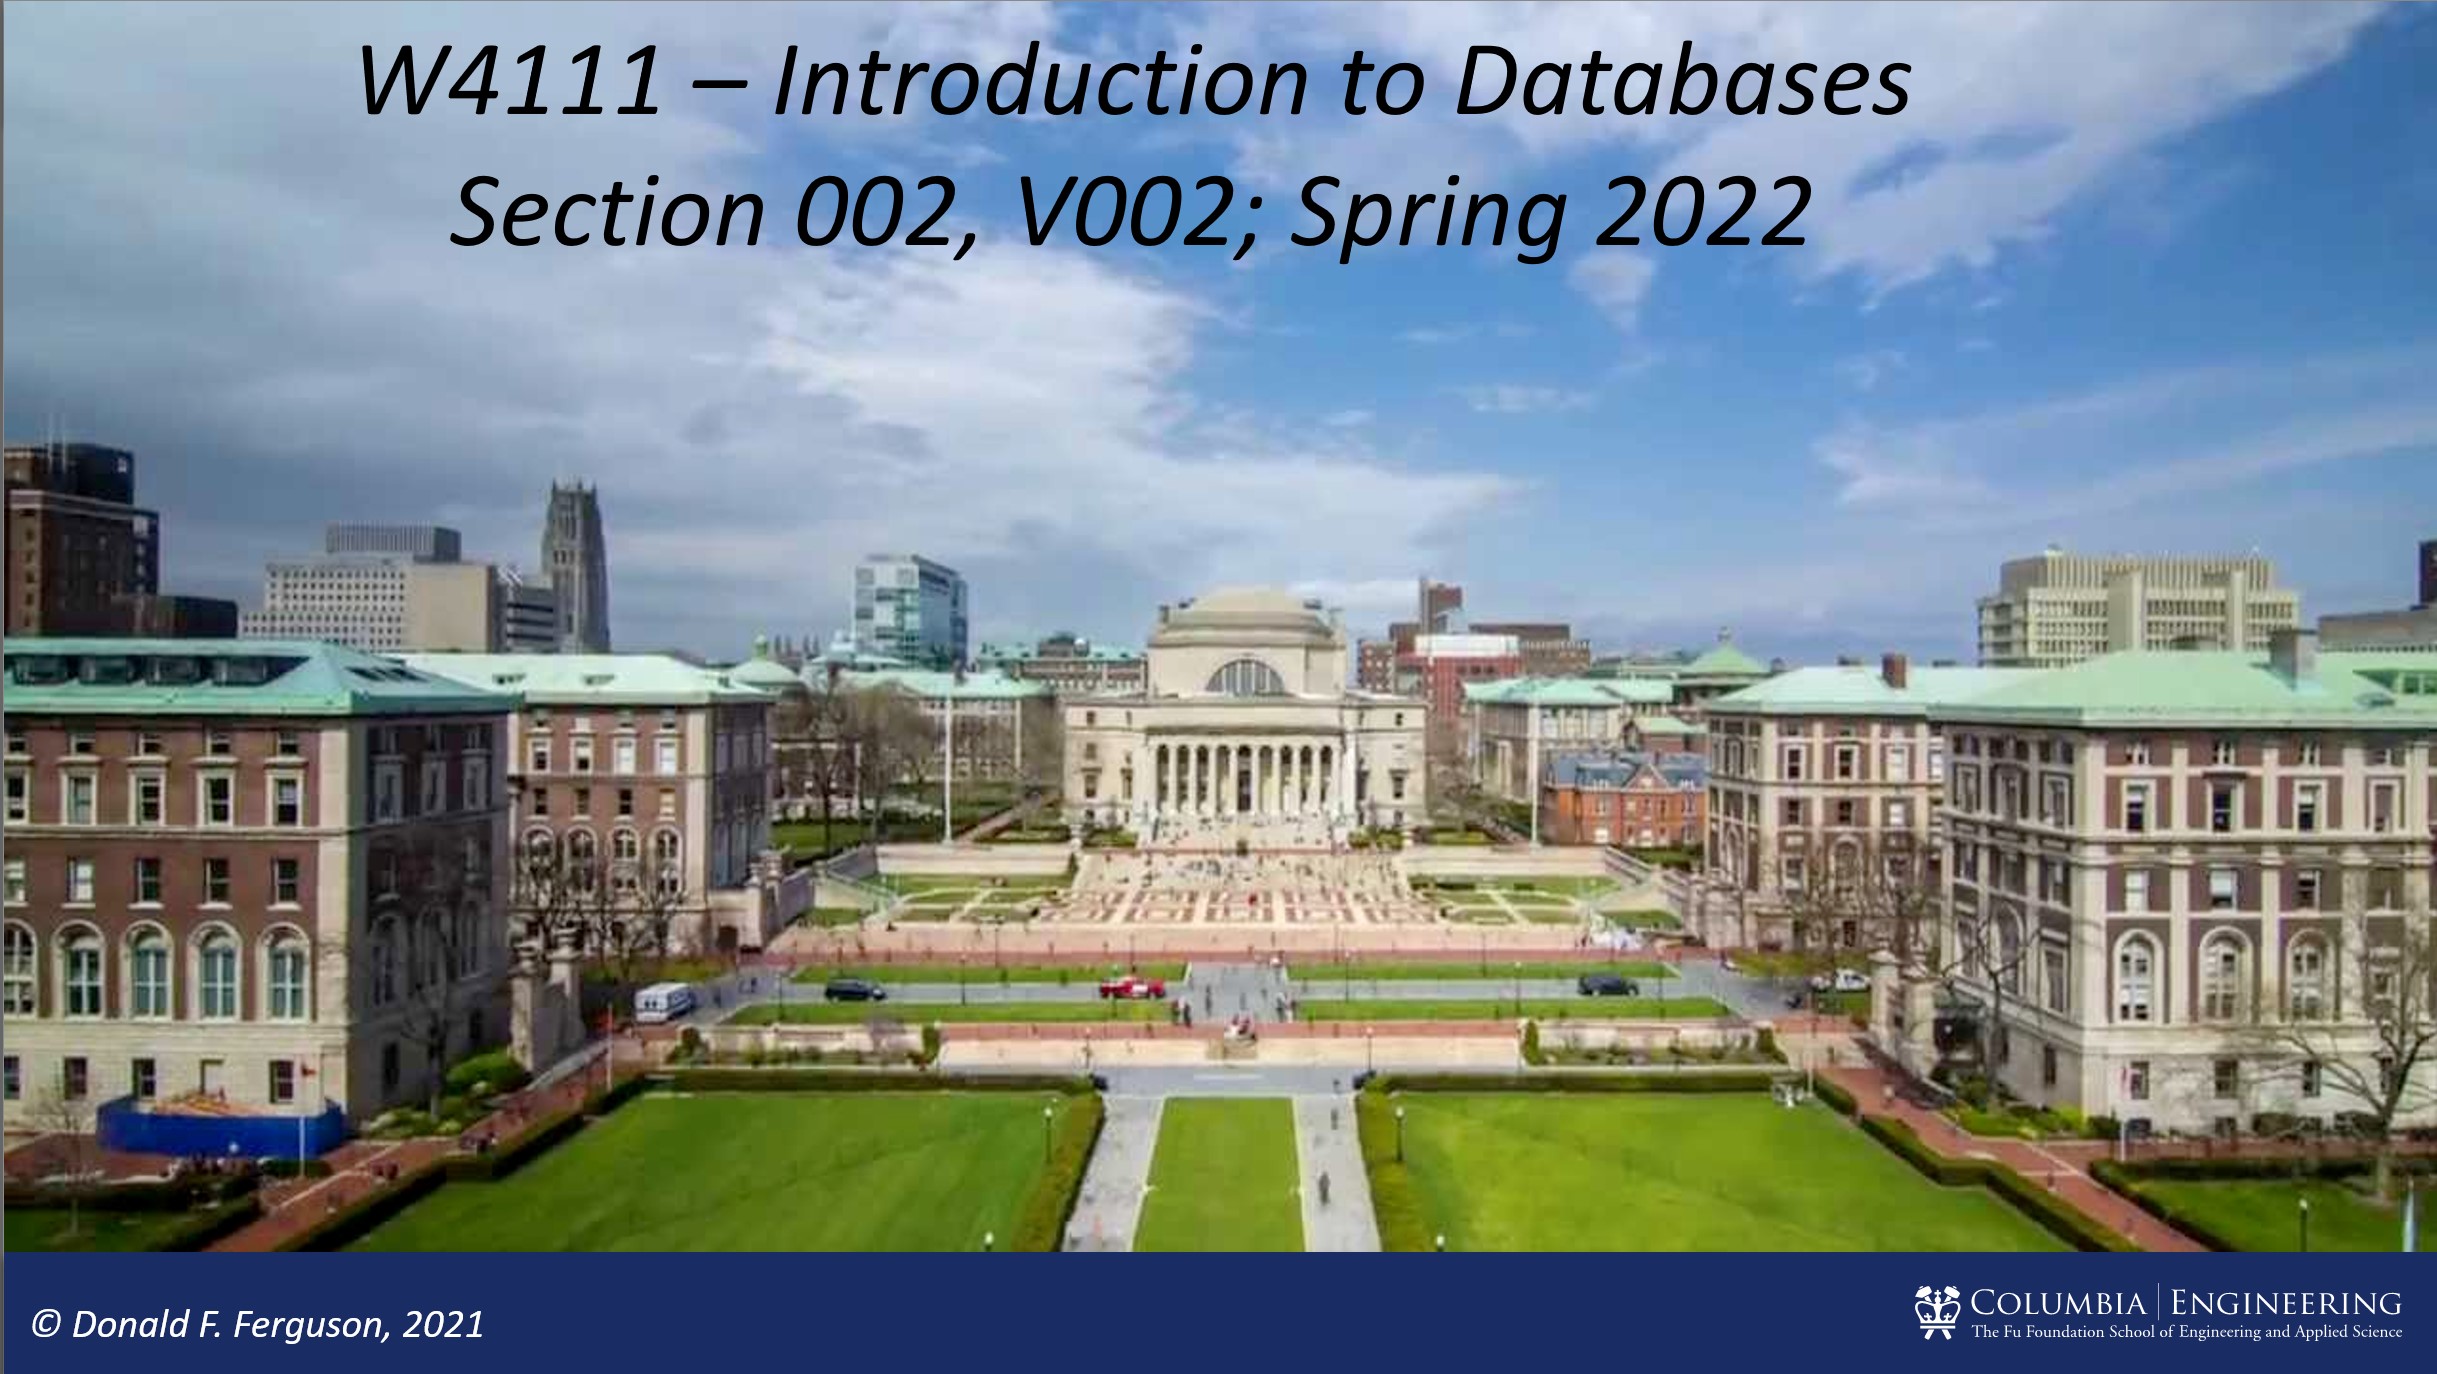 W4111 – Introduction to Databases
Section 002, V002; Spring 2022
© Donald F. Ferguson, 2021
COLUMBIA | ENGINEERING
The Fu Foundation School of Engineering and Applied Science